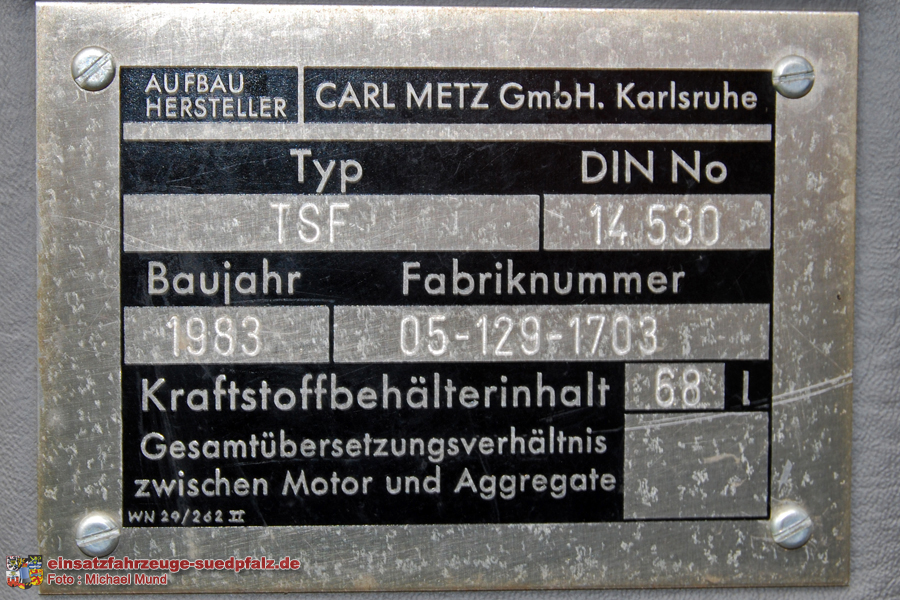 AUFBAU
HERSTELLER
CARL METZ GmbH. Karlsruhe
Typ
DIN No
TSF
14 530
Baujahr
Fabriknummer
1983
05-129-1703
Kraftstoffbehälterinhalt 68 l
Gesamtübersetzungsverhältnis
zwischen Motor und Aggregate
WN 29/262 II
einsatzfahrzeuge-suedpfalz.de
Foto : Michael Mund